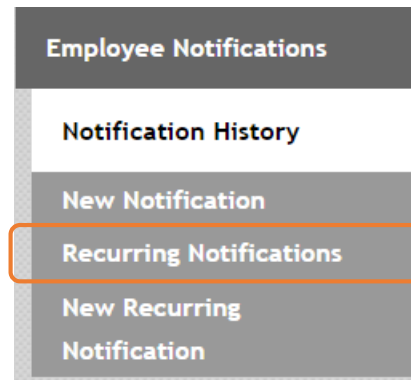 Employee Notifications
Notification History
New Notification
Recurring Notifications
New Recurring
Notification